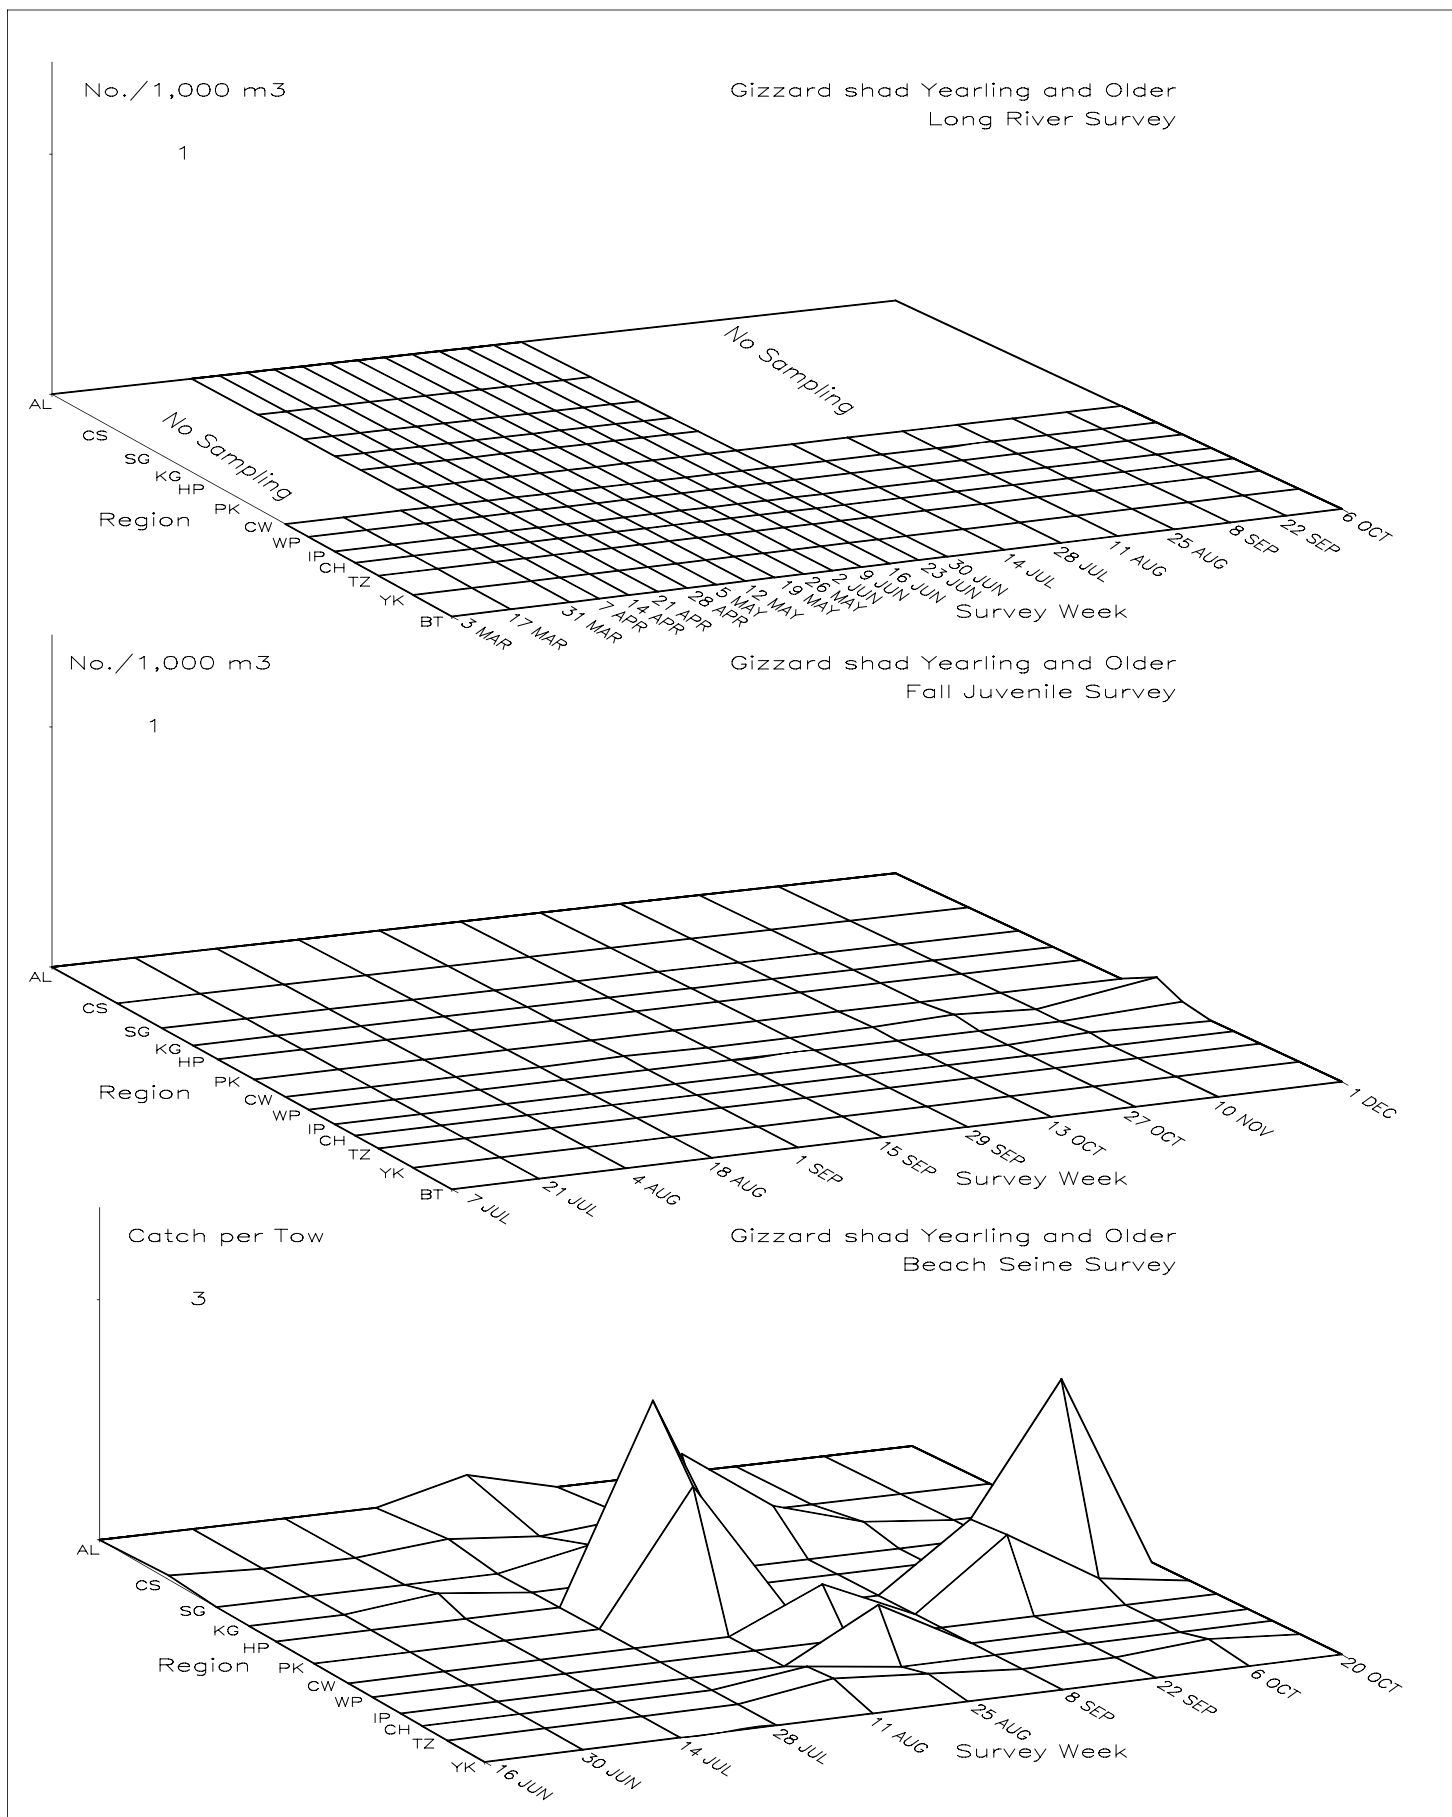 No./1,000 m3
Gizzard shad Yearling and Older
Long River Survey
1
No Sampling
AL
CS
SG
KG
HP
PK
CW
WP
IP
CH
TZ
YK
BT
No Sampling
Region
3 MAR
17 MAR
31 MAR
7 APR
14 APR
21 APR
28 APR
5 MAY
12 MAY
19 MAY
26 MAY
2 JUN
9 JUN
16 JUN
23 JUN
30 JUN
14 JUL
28 JUL
11 AUG
25 AUG
8 SEP
22 SEP
6 OCT
Survey Week
No./1,000 m3
Gizzard shad Yearling and Older
Fall Juvenile Survey
1
AL
CS
SG
KG
HP
PK
CW
WP
IP
CH
TZ
YK
BT
Region
7 JUL
21 JUL
4 AUG
18 AUG
1 SEP
15 SEP
29 SEP
13 OCT
27 OCT
10 NOV
1 DEC
Survey Week
Catch per Tow
Gizzard shad Yearling and Older
Beach Seine Survey
3
AL
CS
SG
KG
HP
PK
CW
WP
IP
CH
TZ
YK
Region
16 JUN
30 JUN
14 JUL
28 JUL
11 AUG
25 AUG
8 SEP
22 SEP
6 OCT
20 OCT
Survey Week